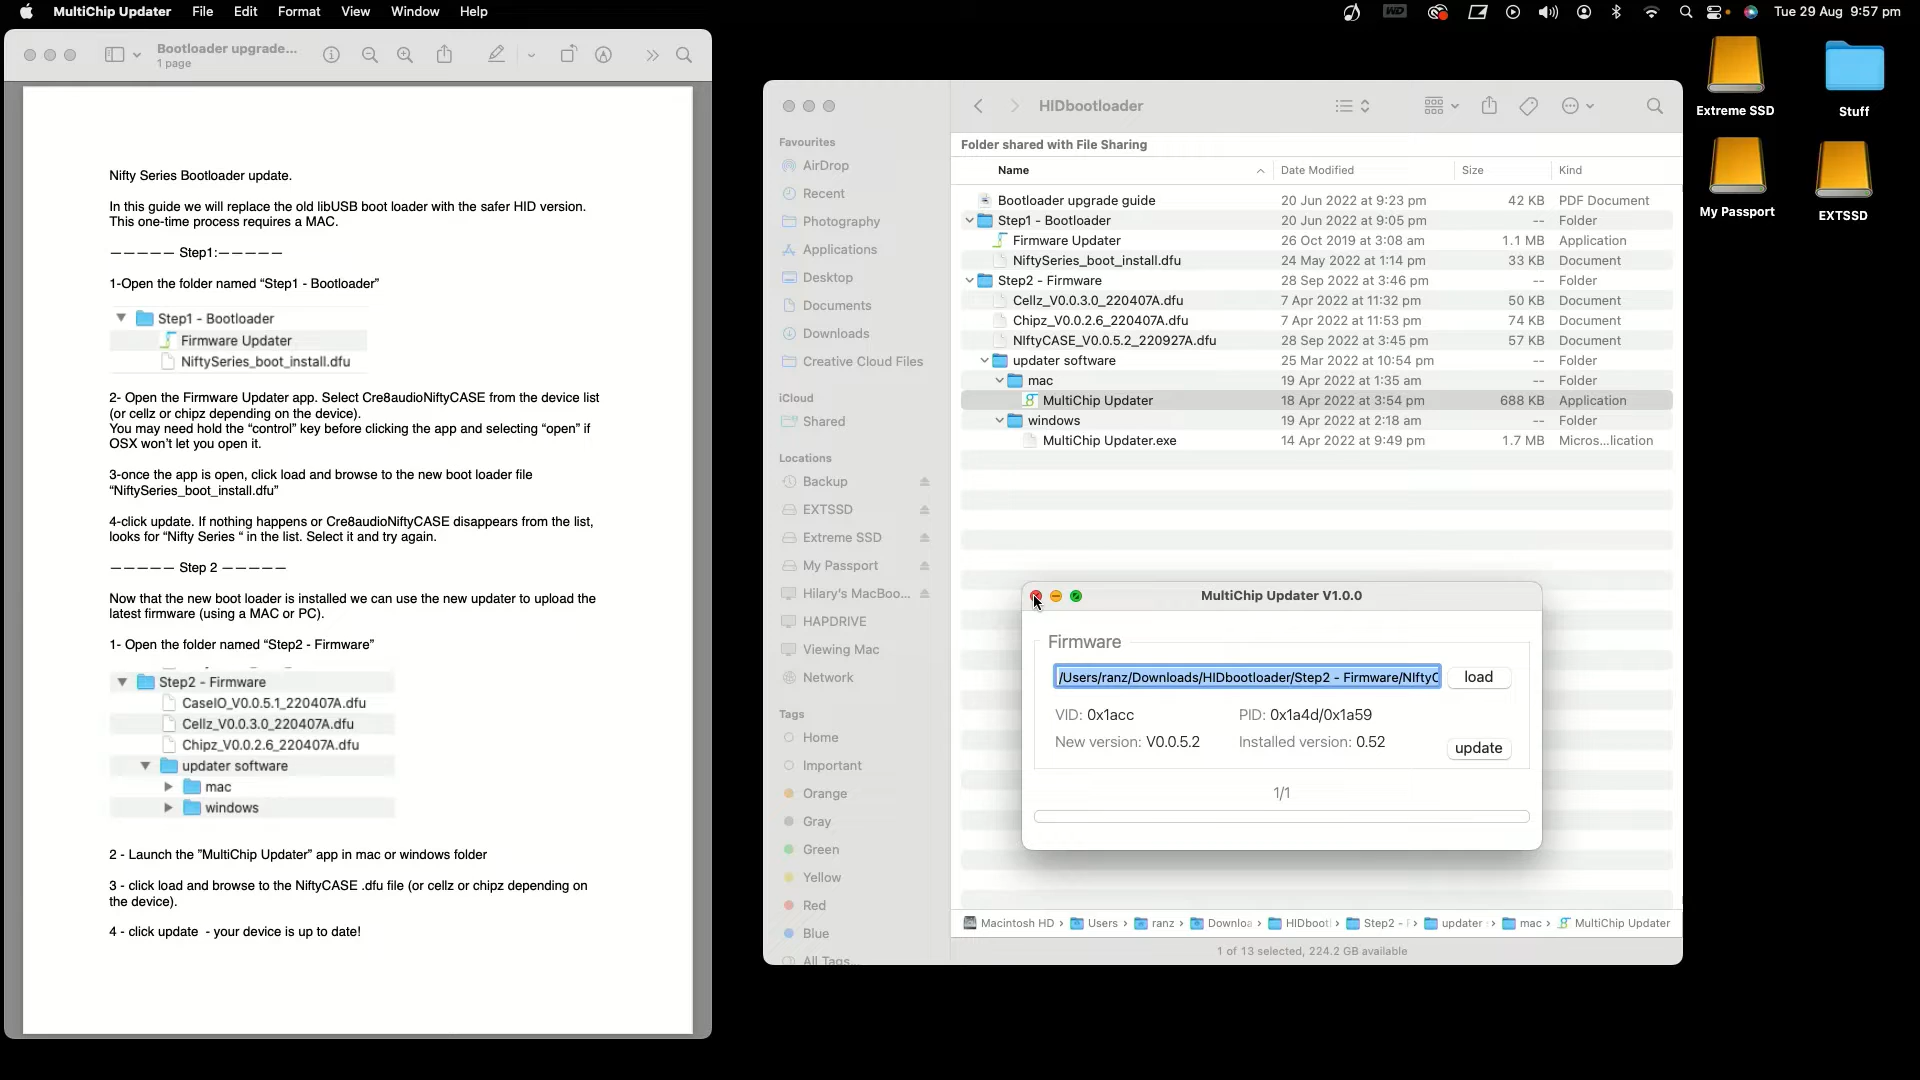 MultiChip Updater File Edit Format View Window Help
Tue 29 Aug 9:57 pm
Bootloader upgrade...
1 page
Nifty Series Bootloader update.
In this guide we will replace the old libUSB boot loader with the safer HID version.
This one-time process requires a MAC.
————— Step1:—————
1-Open the folder named “Step1 - Bootloader”
Step1 - Bootloader
Firmware Updater
NiftySeries_boot_install.dfu
2- Open the Firmware Updater app. Select Cre8audioNiftyCASE from the device list
(or cellz or chipz depending on the device).
You may need hold the “control” key before clicking the app and selecting “open” if
OSX won’t let you open it.
3-once the app is open, click load and browse to the new boot loader file
“NiftySeries_boot_install.dfu”
4-click update. If nothing happens or Cre8audioNiftyCASE disappears from the list,
looks for “Nifty Series “ in the list. Select it and try again.
————— Step 2 —————
Now that the new boot loader is installed we can use the new updater to upload the
latest firmware (using a MAC or PC).
1- Open the folder named “Step2 - Firmware”
Step2 - Firmware
CaseIO_V0.0.5.1_220407A.dfu
Cellz_V0.0.3.0_220407A.dfu
Chipz_V0.0.2.6_220407A.dfu
updater software
mac
windows
2 - Launch the ”MultiChip Updater” app in mac or windows folder
3 - click load and browse to the NiftyCASE .dfu file (or cellz or chipz depending on
the device).
4 - click update  - your device is up to date!
Favourites
AirDrop
Recent
Photography
Applications
Desktop
Documents
Downloads
Creative Cloud Files
iCloud
Shared
Locations
Backup
EXTSSD
Extreme SSD
My Passport
Hilary's MacBoo...
HAPDRIVE
Viewing Mac
Network
Tags
Home
Important
Orange
Gray
Green
Yellow
Red
Blue
All Tags...
HIDbootloader
Folder shared with File Sharing
Name Date Modified Size Kind
Bootloader upgrade guide 20 Jun 2022 at 9:23 pm 42 KB PDF Document
Step1 - Bootloader 20 Jun 2022 at 9:05 pm -- Folder
Firmware Updater 26 Oct 2019 at 3:08 am 1.1 MB Application
NiftySeries_boot_install.dfu 24 May 2022 at 1:14 pm 33 KB Document
Step2 - Firmware 28 Sep 2022 at 3:46 pm -- Folder
Cellz_V0.0.3.0_220407A.dfu 7 Apr 2022 at 11:32 pm 50 KB Document
Chipz_V0.0.2.6_220407A.dfu 7 Apr 2022 at 11:53 pm 74 KB Document
NIftyCASE_V0.0.5.2_220927A.dfu 28 Sep 2022 at 3:45 pm 57 KB Document
updater software 25 Mar 2022 at 10:54 pm -- Folder
mac 19 Apr 2022 at 1:35 am -- Folder
MultiChip Updater 18 Apr 2022 at 3:54 pm 688 KB Application
windows 19 Apr 2022 at 2:18 am -- Folder
MultiChip Updater.exe 14 Apr 2022 at 9:49 pm 1.7 MB Micros...lication
MultiChip Updater V1.0.0
Firmware
/Users/ranz/Downloads/HIDbootloader/Step2 - Firmware/NIftyC load
VID: 0x1acc PID: 0x1a4d/0x1a59
New version: V0.0.5.2 Installed version: 0.52 update
1/1
Macintosh HD › Users › ranz › Downloa › HIDbootl › Step2 - F › updater › mac › MultiChip Updater
1 of 13 selected, 224.2 GB available
Extreme SSD
Stuff
My Passport
EXTSSD